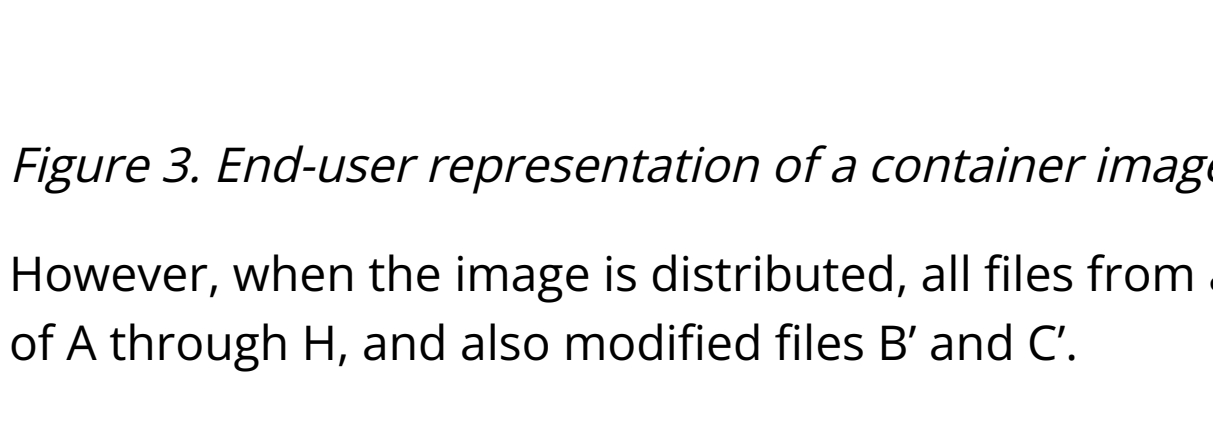 Figure 3. End-user representation of a container image
However, when the image is distributed, all files from
of A through H, and also modified files B’ and C’.